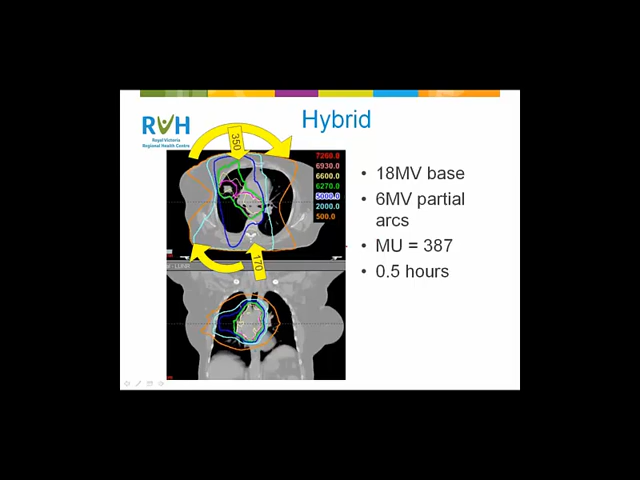 Hybrid
RVH
Royal Victoria
Regional Health Centre
350
7260.0
6930.0
6600.0
6270.0
5000.0
2000.0
500.0
170
• 18MV base
• 6MV partial
arcs
• MU = 387
• 0.5 hours